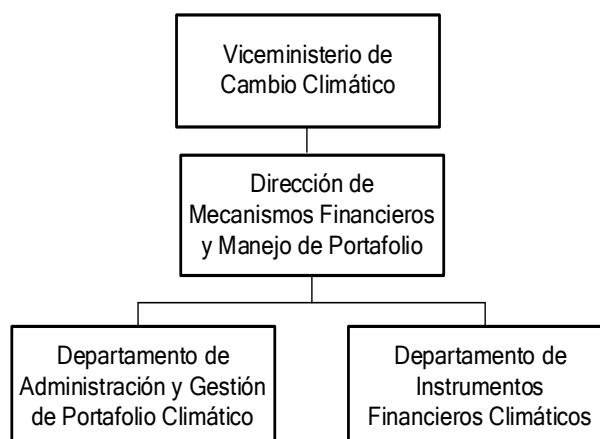 Viceministerio de
Cambio Climático
Dirección de
Mecanismos Financieros
y Manejo de Portafolio
Departamento de
Administración y Gestión
de Portafolio Climático
Departamento de
Instrumentos
Financieros Climáticos